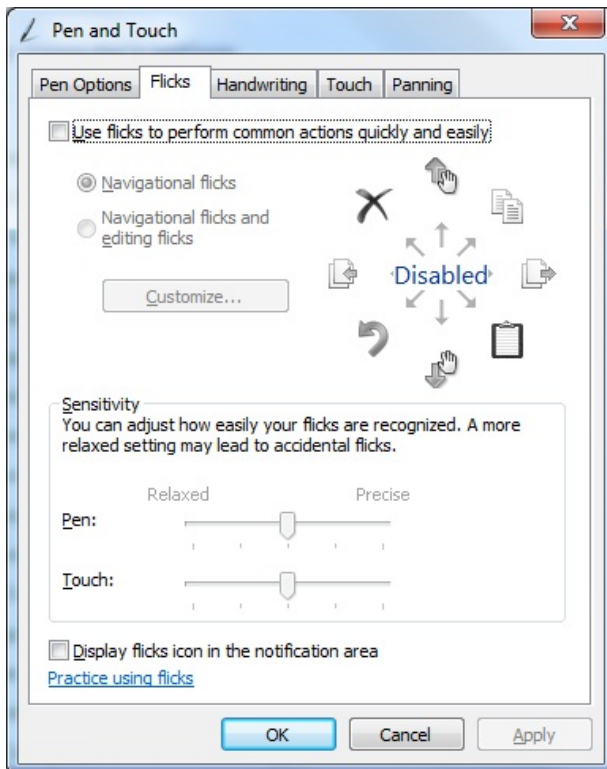 Pen and Touch
Pen Options Flicks Handwriting Touch Panning
Use flicks to perform common actions quickly and easily
Navigational flicks
Navigational flicks and
editing flicks
Customize...
Disabled
Sensitivity
You can adjust how easily your flicks are recognized. A more
relaxed setting may lead to accidental flicks.
Relaxed Precise
Pen:
Touch:
Display flicks icon in the notification area
Practice using flicks
OK Cancel Apply